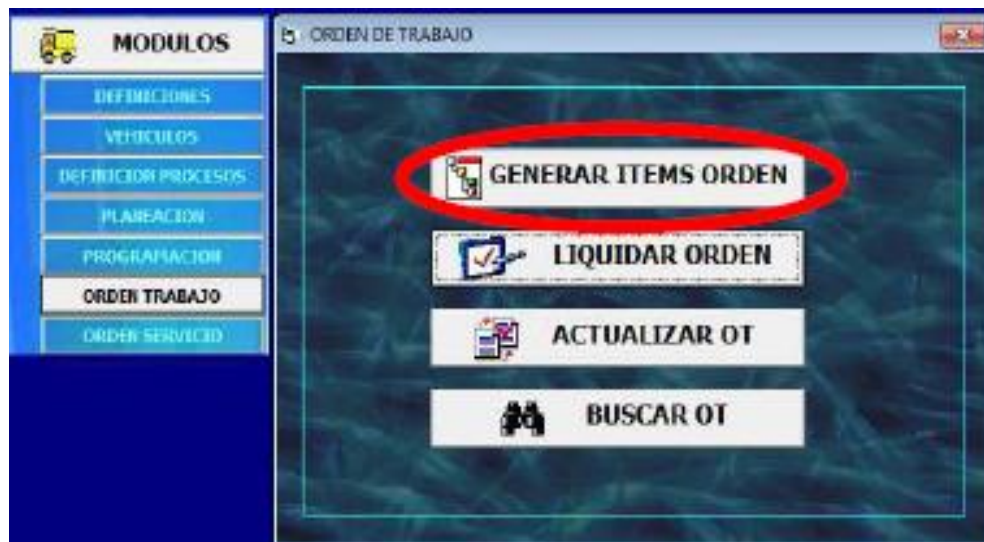 MODULOS
DEFINICIONES
VEHICULOS
DEFINICION PROCESOS
PLANEACION
PROGRAMACION
ORDEN TRABAJO
ORDEN SERVICIO
ORDEN DE TRABAJO
GENERAR ITEMS ORDEN
LIQUIDAR ORDEN
ACTUALIZAR OT
BUSCAR OT